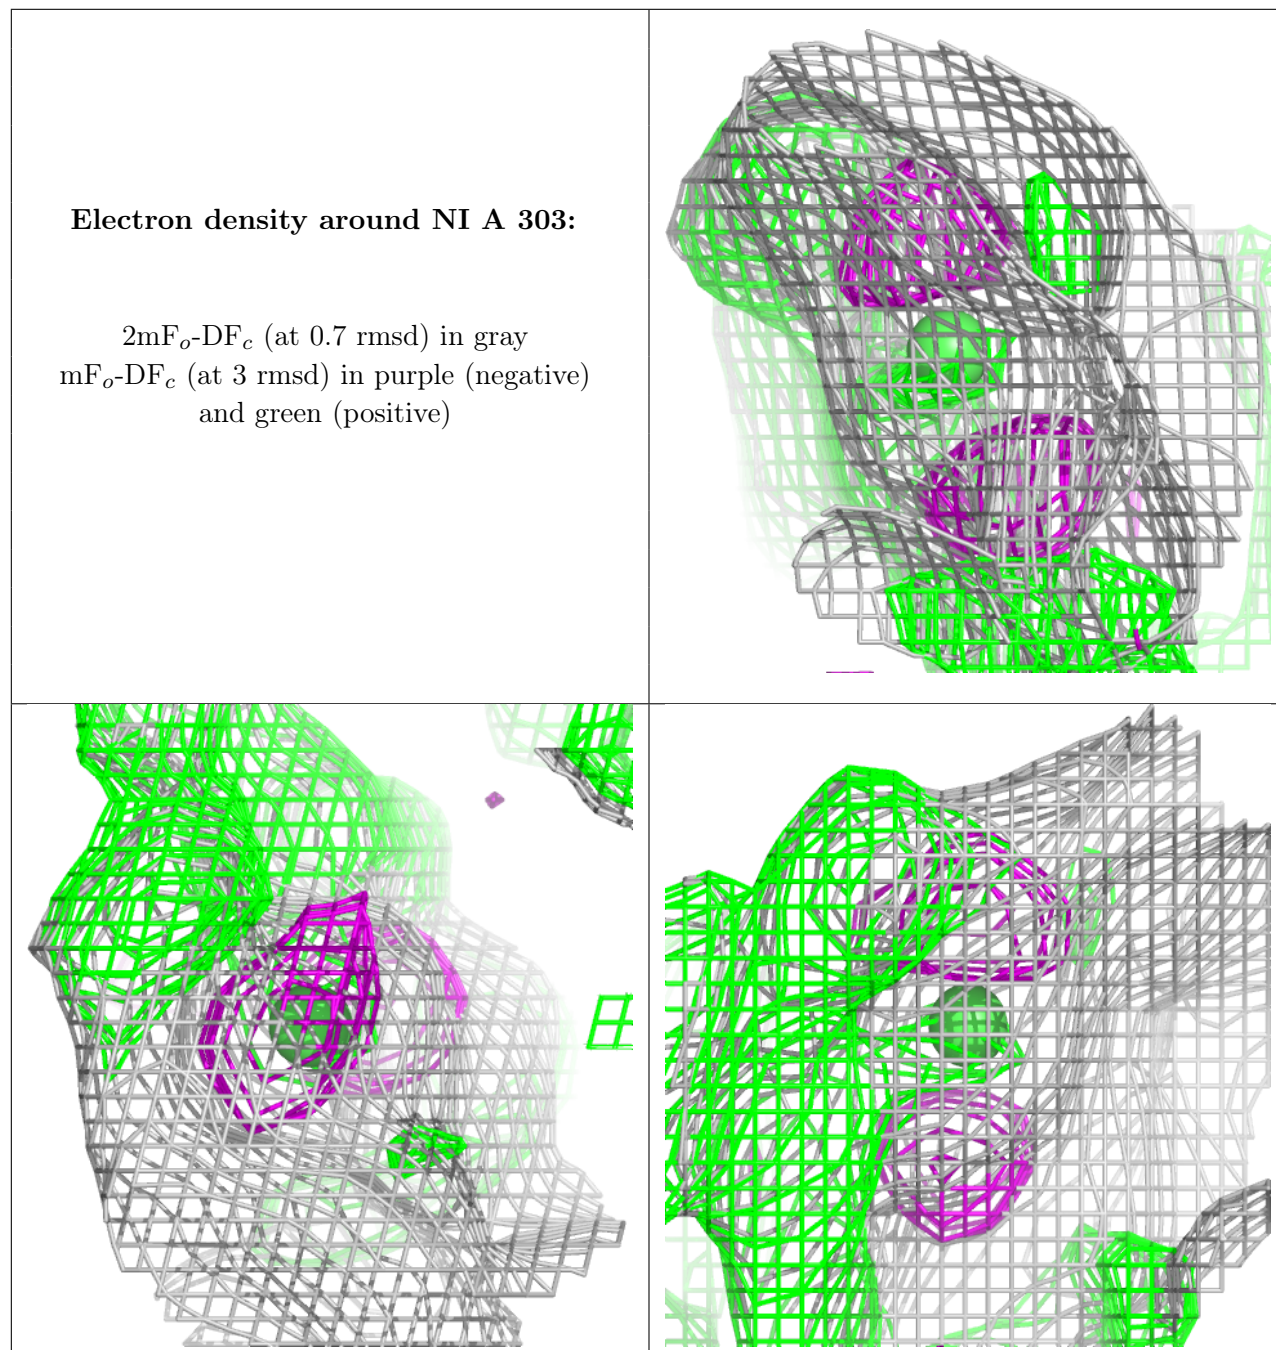 Electron density around NI A 303:
2mFo-DFc (at 0.7 rmsd) in gray
mFo-DFc (at 3 rmsd) in purple (negative)
and green (positive)